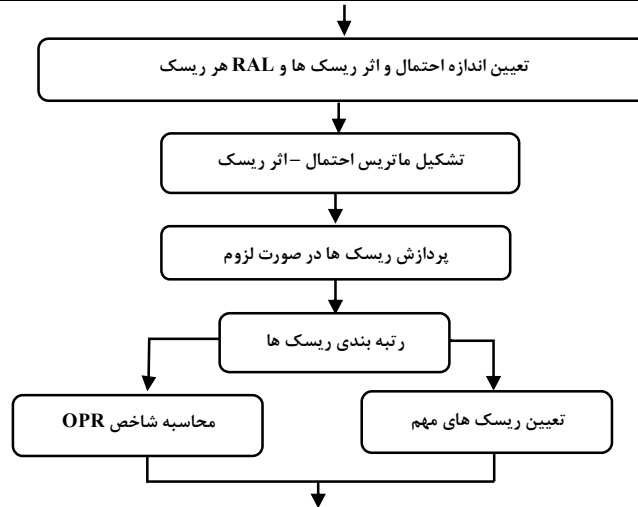 تعیین اندازه احتمال و اثر ریسک ها و RAL هر ریسک
تشکیل ماتریس احتمال – اثر ریسک
پردازش ریسک ها در صورت لزوم
رتبه بندی ریسک ها
تعیین ریسک های مهم
محاسبه شاخص OPR